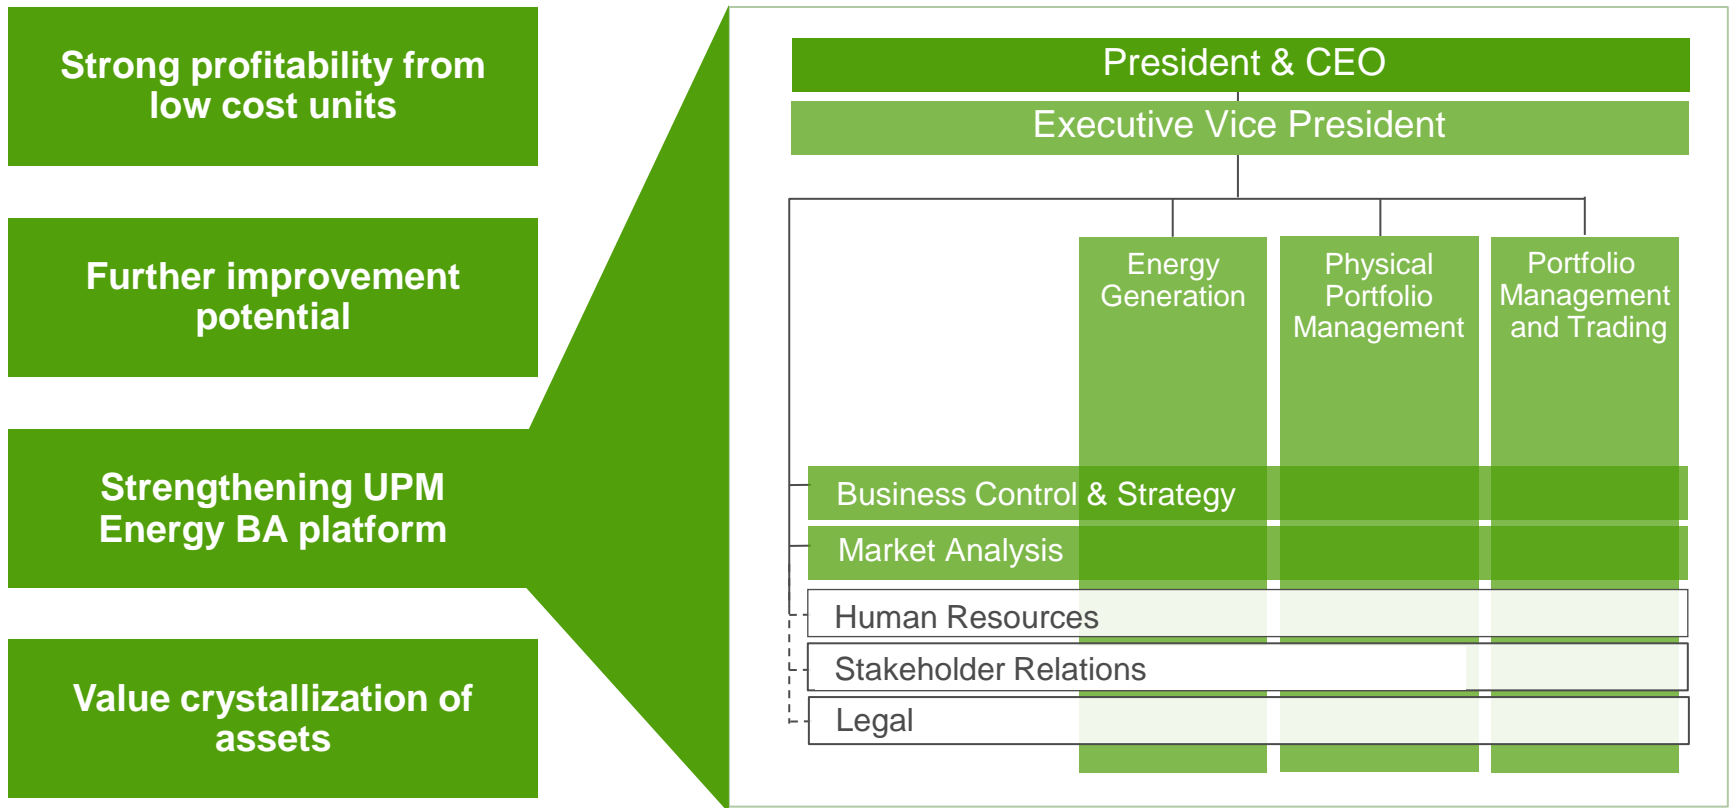 Strong profitability from
low cost units
Further improvement
potential
Strengthening UPM
Energy BA platform
Value crystallization of
assets
President & CEO
Executive Vice President
Energy
Generation
Physical
Portfolio
Management
Portfolio
Management
and Trading
Business Control & Strategy
Market Analysis
Human Resources
Stakeholder Relations
Legal